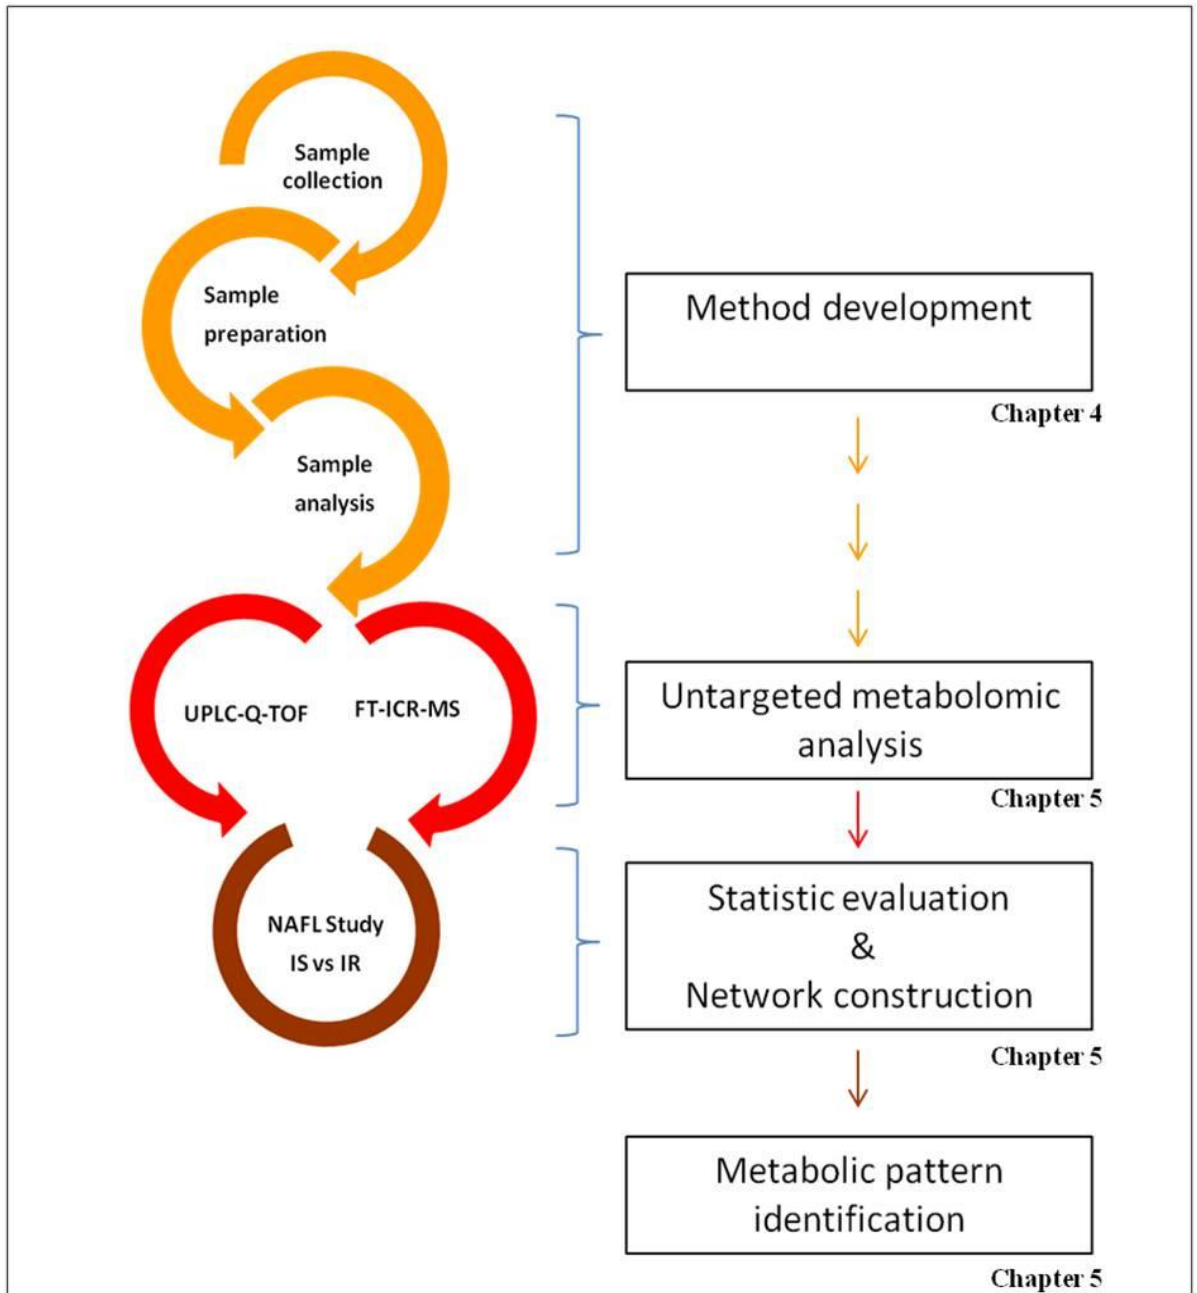 Sample
collection
Sample
preparation
Sample
analysis
Method development
Chapter 4
UPLC-Q-TOF
FT-ICR-MS
Untargeted metabolomic
analysis
Chapter 5
NAFL Study
IS vs IR
Statistic evaluation
&
Network construction
Chapter 5
Metabolic pattern
identification
Chapter 5